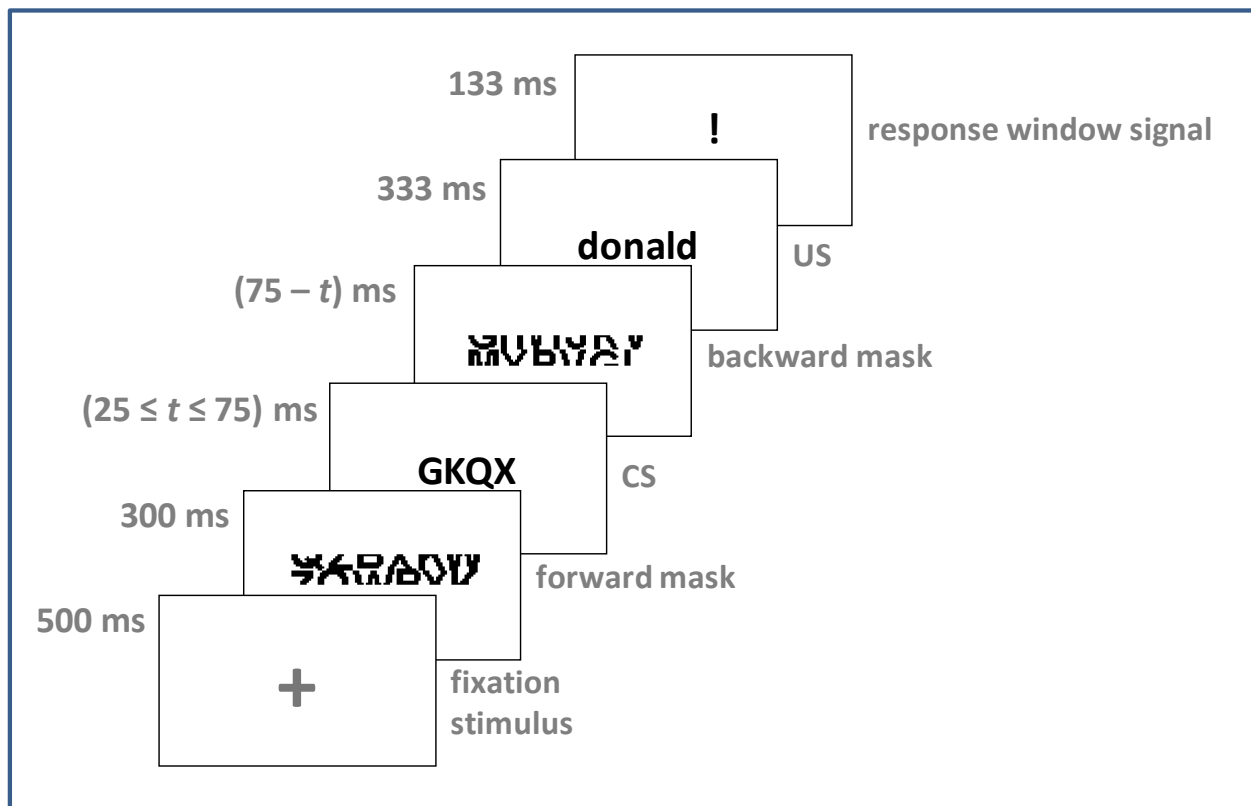 133 ms
!
response window signal
333 ms
donald
US
(75 – t) ms
backward mask
(25 ≤ t ≤ 75) ms
GKQX
CS
300 ms
forward mask
500 ms
+
fixation
stimulus